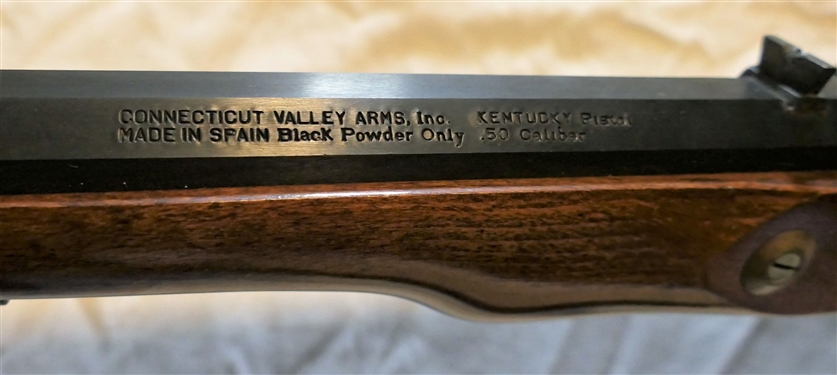 CONNECTICUT VALLEY ARMS, Inc. KENTUCKY Pistol
MADE IN SPAIN Black Powder Only .50 Caliber